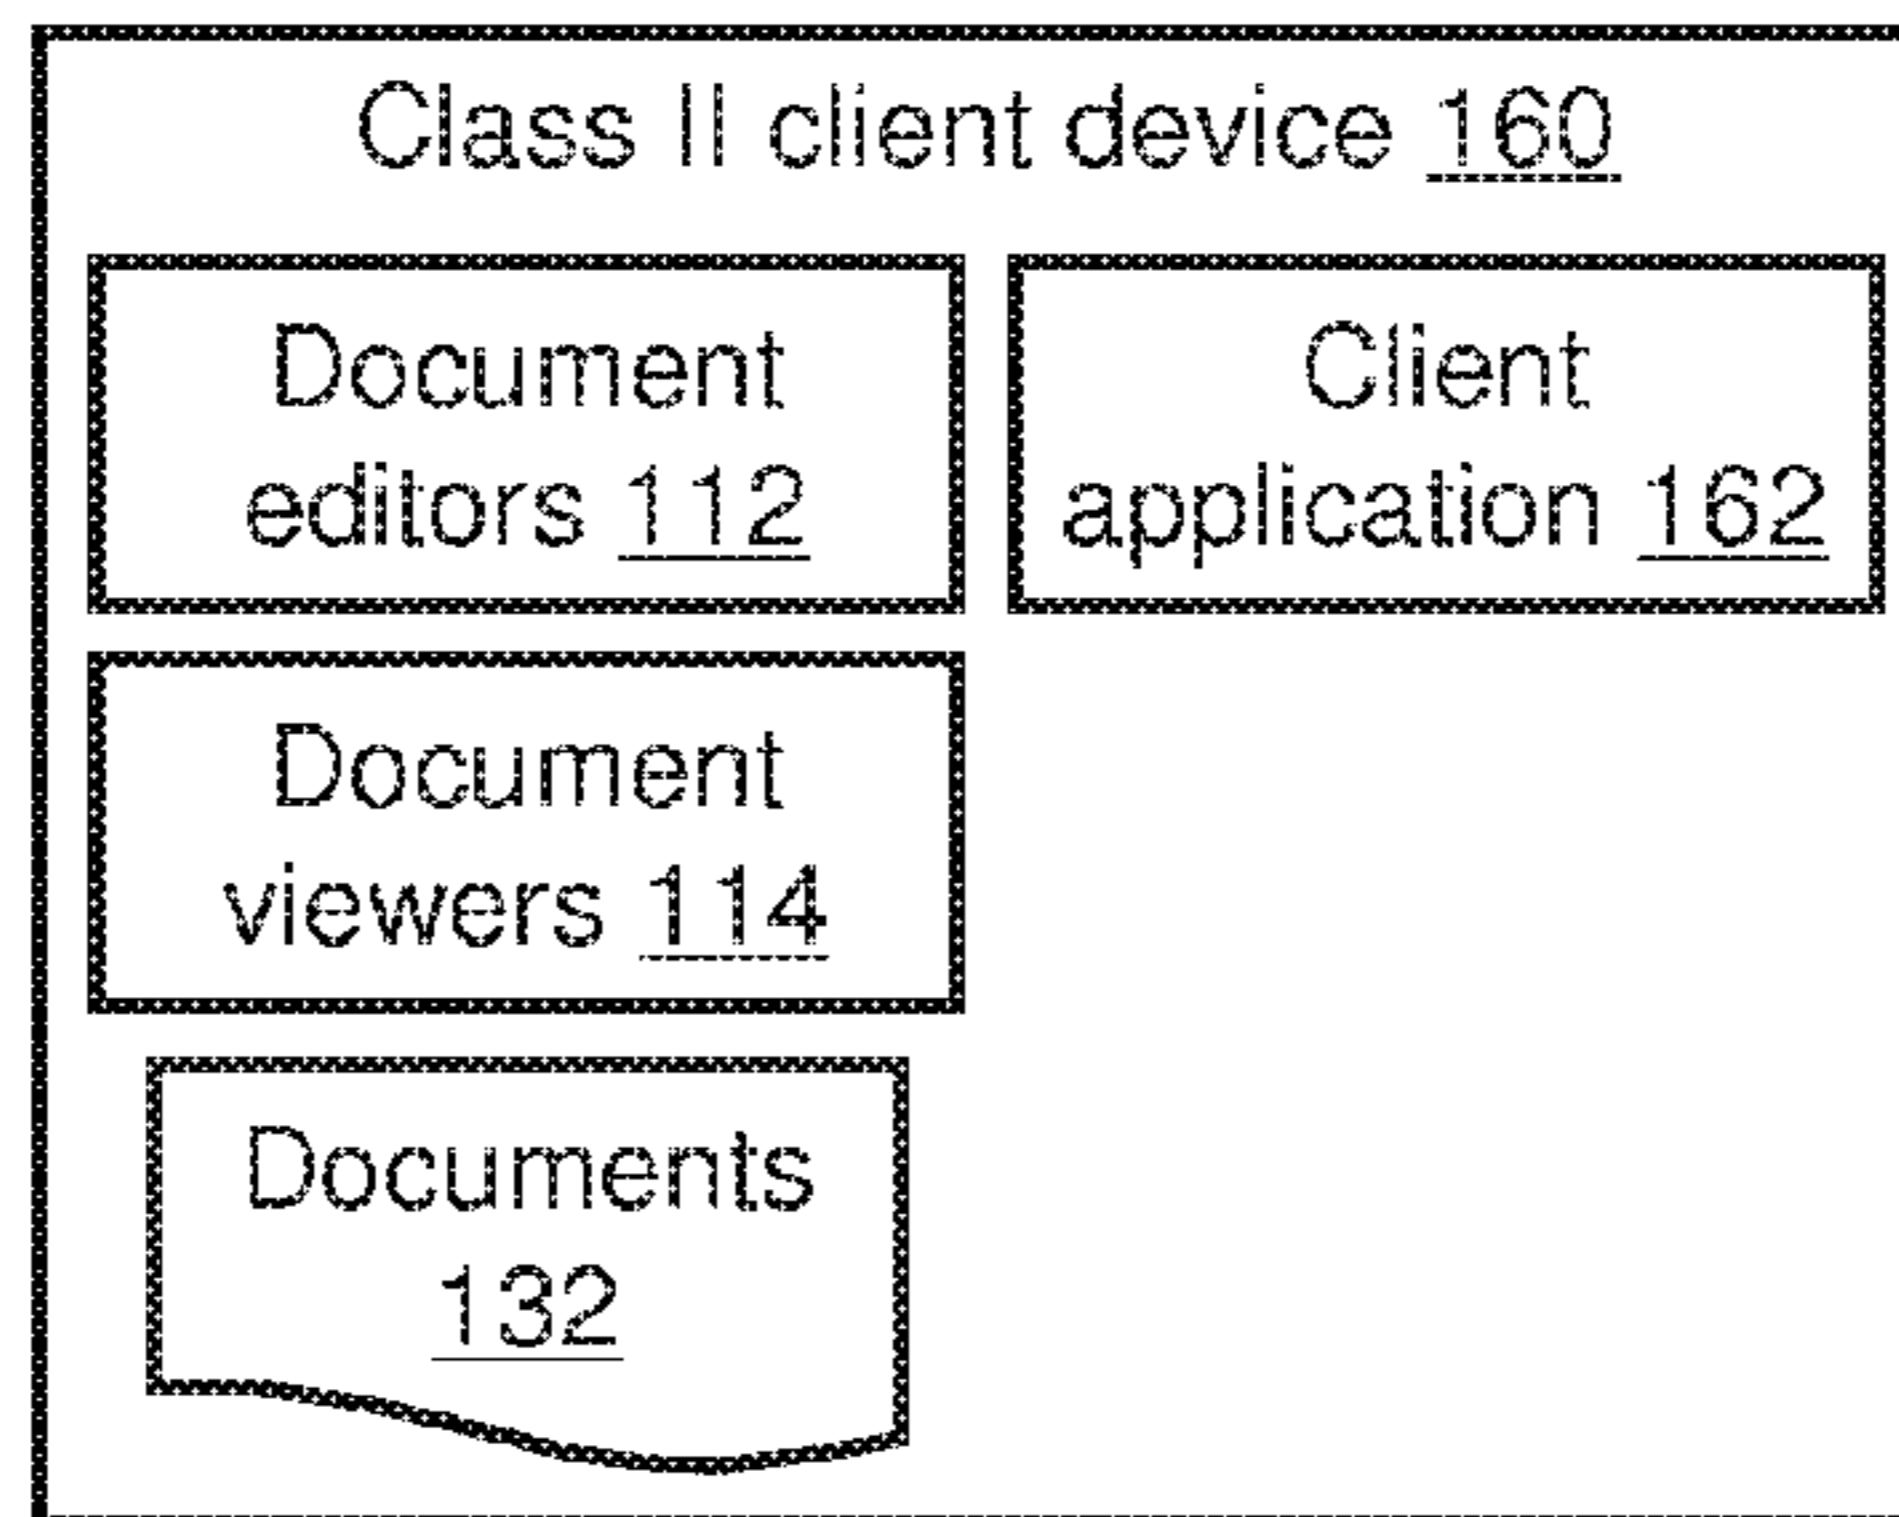 Class II client device 160
Document
editors 112
Client
application 162
Document
viewers 114
Documents
132